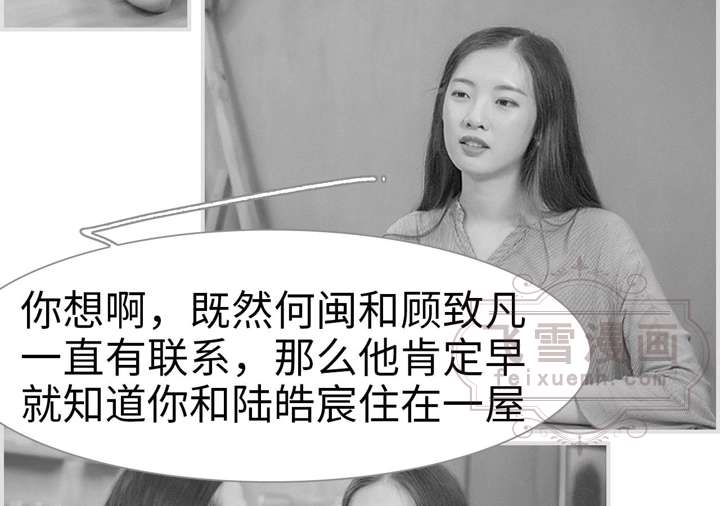 你想啊，既然何闽和顾致凡
一直有联系，那么他肯定早
就知道你和陆皓宸住在一屋
飞雪漫画
feixuemh.com